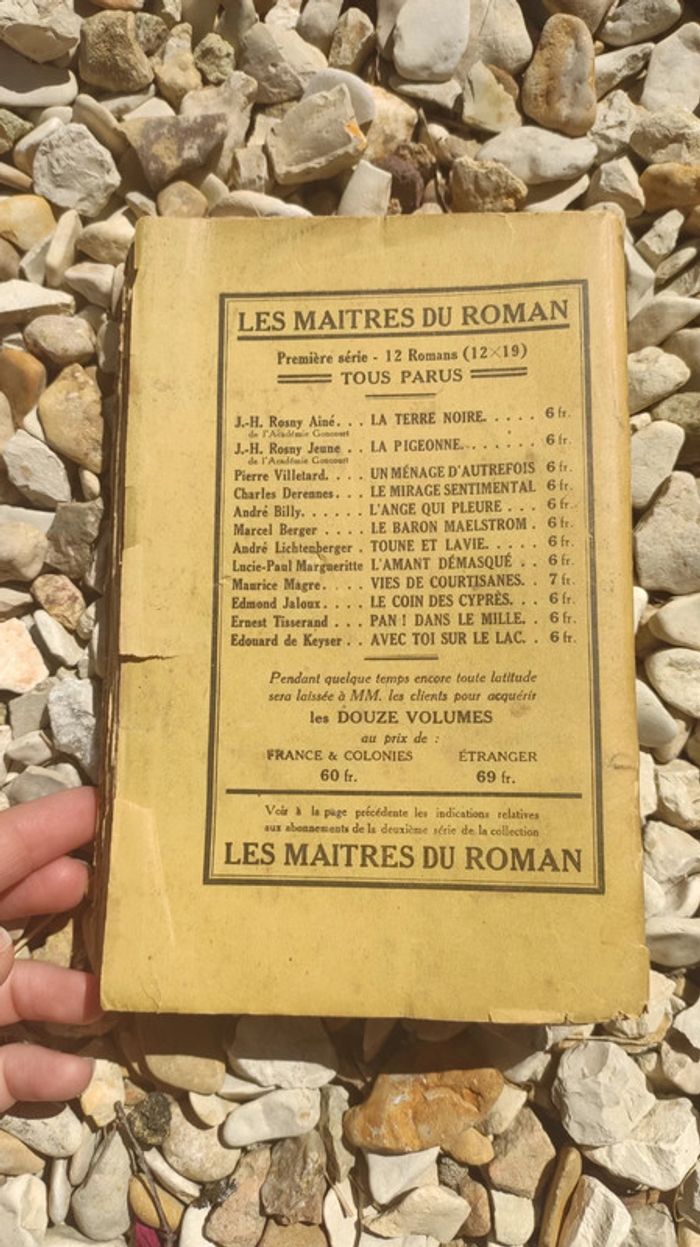 LES MAITRES DU ROMAN
Première série - 12 Romans (12×19)
TOUS PARUS
J.-H. Rosny Ainé. . . LA TERRE NOIRE. . . . . 6 fr.
de l'Académie Goncourt
J.-H. Rosny Jeune . . LA PIGEONNE. . . . . . . 6 fr.
de l'Académie Goncourt
Pierre Villetard. . . . UN MÉNAGE D'AUTREFOIS 6 fr.
Charles Derennes. . . LE MIRAGE SENTIMENTAL 6 fr.
André Billy. . . . . . L'ANGE QUI PLEURE . . . 6 fr.
Marcel Berger . . . . LE BARON MAELSTROM . 6 fr.
André Lichtenberger . TOUNE ET LAVIE. . . . . 6 fr.
Lucie-Paul Margueritte L'AMANT DÉMASQUÉ . . 6 fr.
Maurice Magre. . . . VIES DE COURTISANES. . 7 fr.
Edmond Jaloux. . . . LE COIN DES CYPRÈS. . . 6 fr.
Ernest Tisserand . . . PAN ! DANS LE MILLE. . 6 fr.
Edouard de Keyser . . AVEC TOI SUR LE LAC. . 6 fr.
Pendant quelque temps encore toute latitude
sera laissée à MM. les clients pour acquérir
les DOUZE VOLUMES
au prix de :
FRANCE & COLONIES ÉTRANGER
60 fr. 69 fr.
Voir à la page précédente les indications relatives
aux abonnements de la deuxième série de la collection
LES MAITRES DU ROMAN